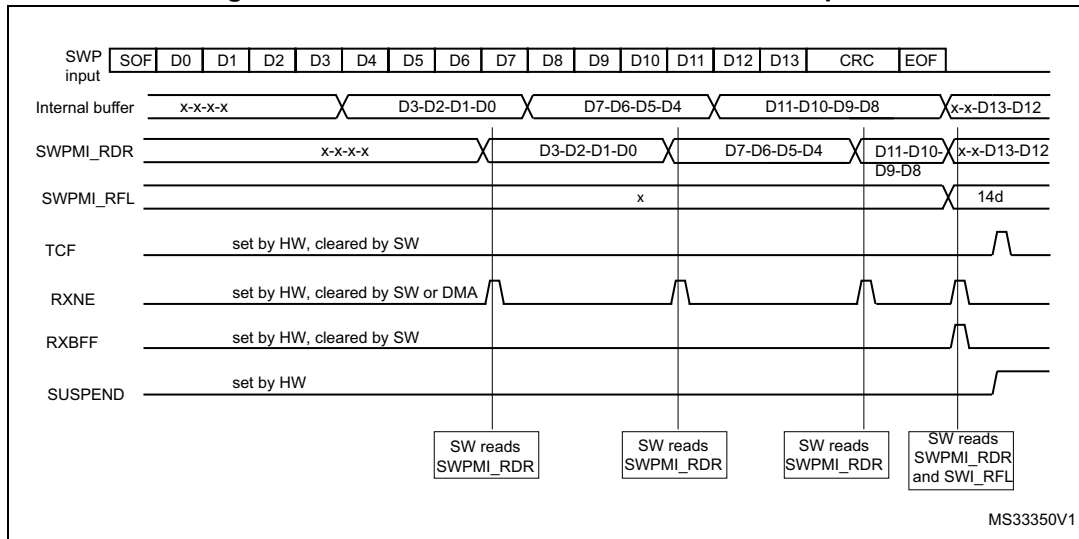 SWP input SOF D0 D1 D2 D3 D4 D5 D6 D7 D8 D9 D10 D11 D12 D13 CRC EOF
Internal buffer x-x-x-x D3-D2-D1-D0 D7-D6-D5-D4 D11-D10-D9-D8 x-x-D13-D12
SWPMI_RDR x-x-x-x D3-D2-D1-D0 D7-D6-D5-D4 D11-D10- x-x-D13-D12
D9-D8
SWPMI_RFL x 14d
TCF set by HW, cleared by SW
RXNE set by HW, cleared by SW or DMA
RXBFF set by HW, cleared by SW
SUSPEND set by HW
SW reads
SWPMI_RDR
SW reads
SWPMI_RDR
SW reads
SWPMI_RDR
SW reads
SWPMI_RDR
and SWI_RFL
MS33350V1